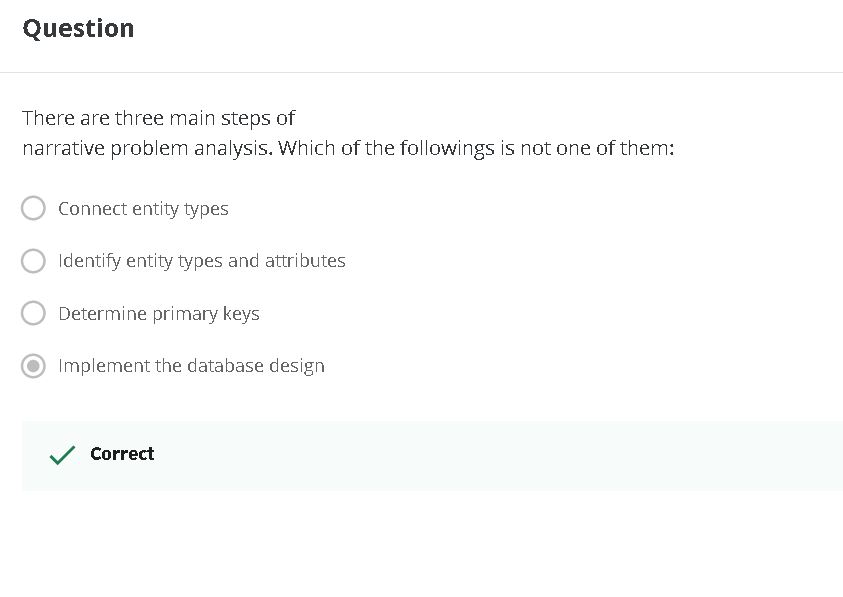 Question
There are three main steps of
narrative problem analysis. Which of the followings is not one of them:
Connect entity types
Identify entity types and attributes
Determine primary keys
Implement the database design
Correct